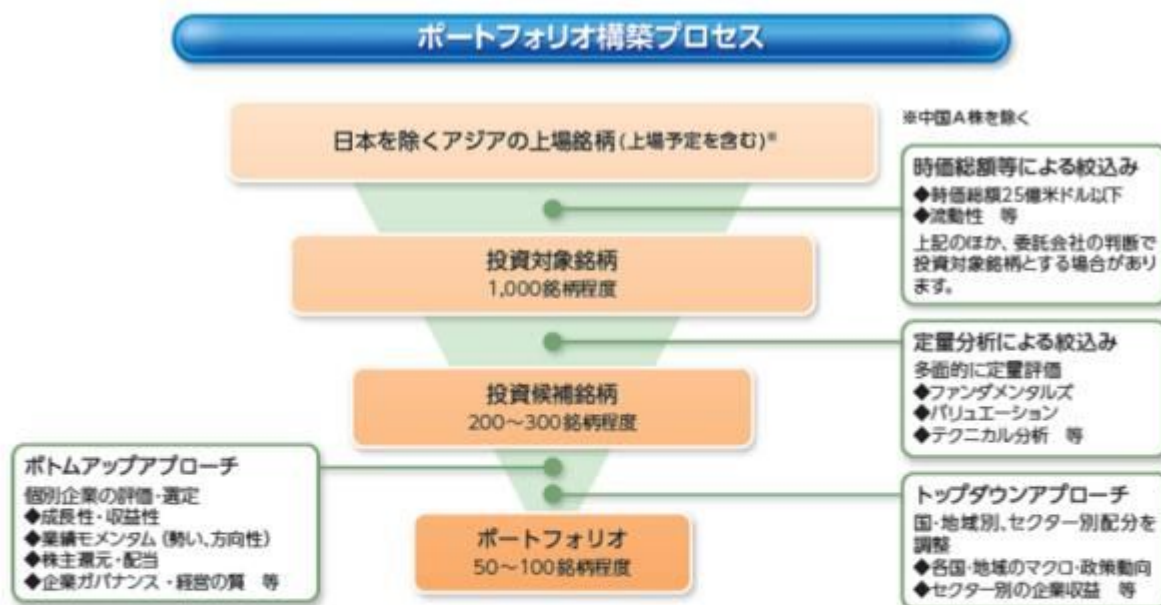 ポートフォリオ構築プロセス
日本を除くアジアの上場銘柄(上場予定を含む)※
※中国A株を除く
時価総額等による絞込み
◆時価総額25億米ドル以下
◆流動性 等
上記のほか、委託会社の判断で
投資対象銘柄とする場合があり
ます。
投資対象銘柄
1,000銘柄程度
定量分析による絞込み
多面的に定量評価
◆ファンダメンタルズ
◆バリュエーション
◆テクニカル分析 等
投資候補銘柄
200～300銘柄程度
ボトムアップアプローチ
個別企業の評価・選定
◆成長性・収益性
◆業績モメンタム(勢い、方向性)
◆株主還元・配当
◆企業ガバナンス・経営の質 等
トップダウンアプローチ
国・地域別、セクター別配分を
調整
◆各国・地域のマクロ・政策動向
◆セクター別の企業収益 等
ポートフォリオ
50～100銘柄程度